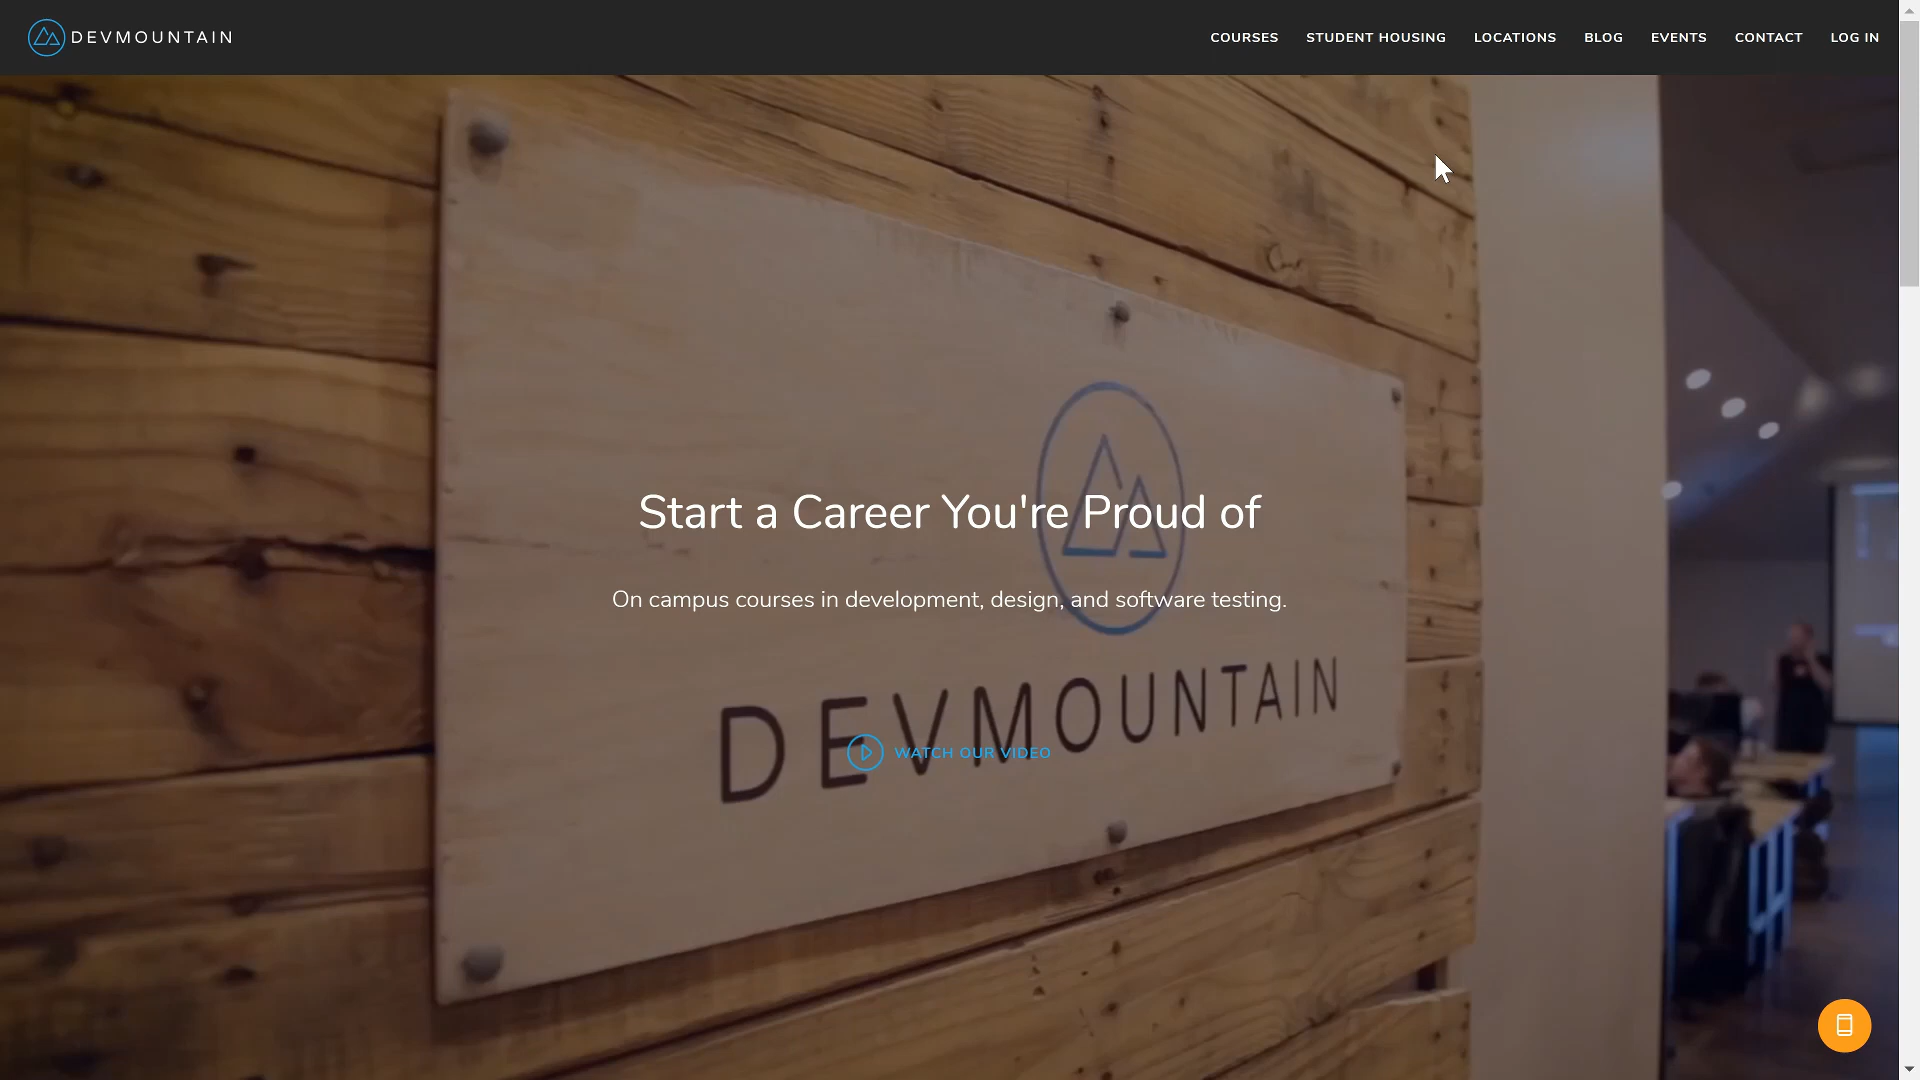 DEVMOUNTAIN
COURSES STUDENT HOUSING LOCATIONS BLOG EVENTS CONTACT LOG IN
Start a Career You're Proud of
On campus courses in development, design, and software testing.
DEVMOUNTAIN
WATCH OUR VIDEO